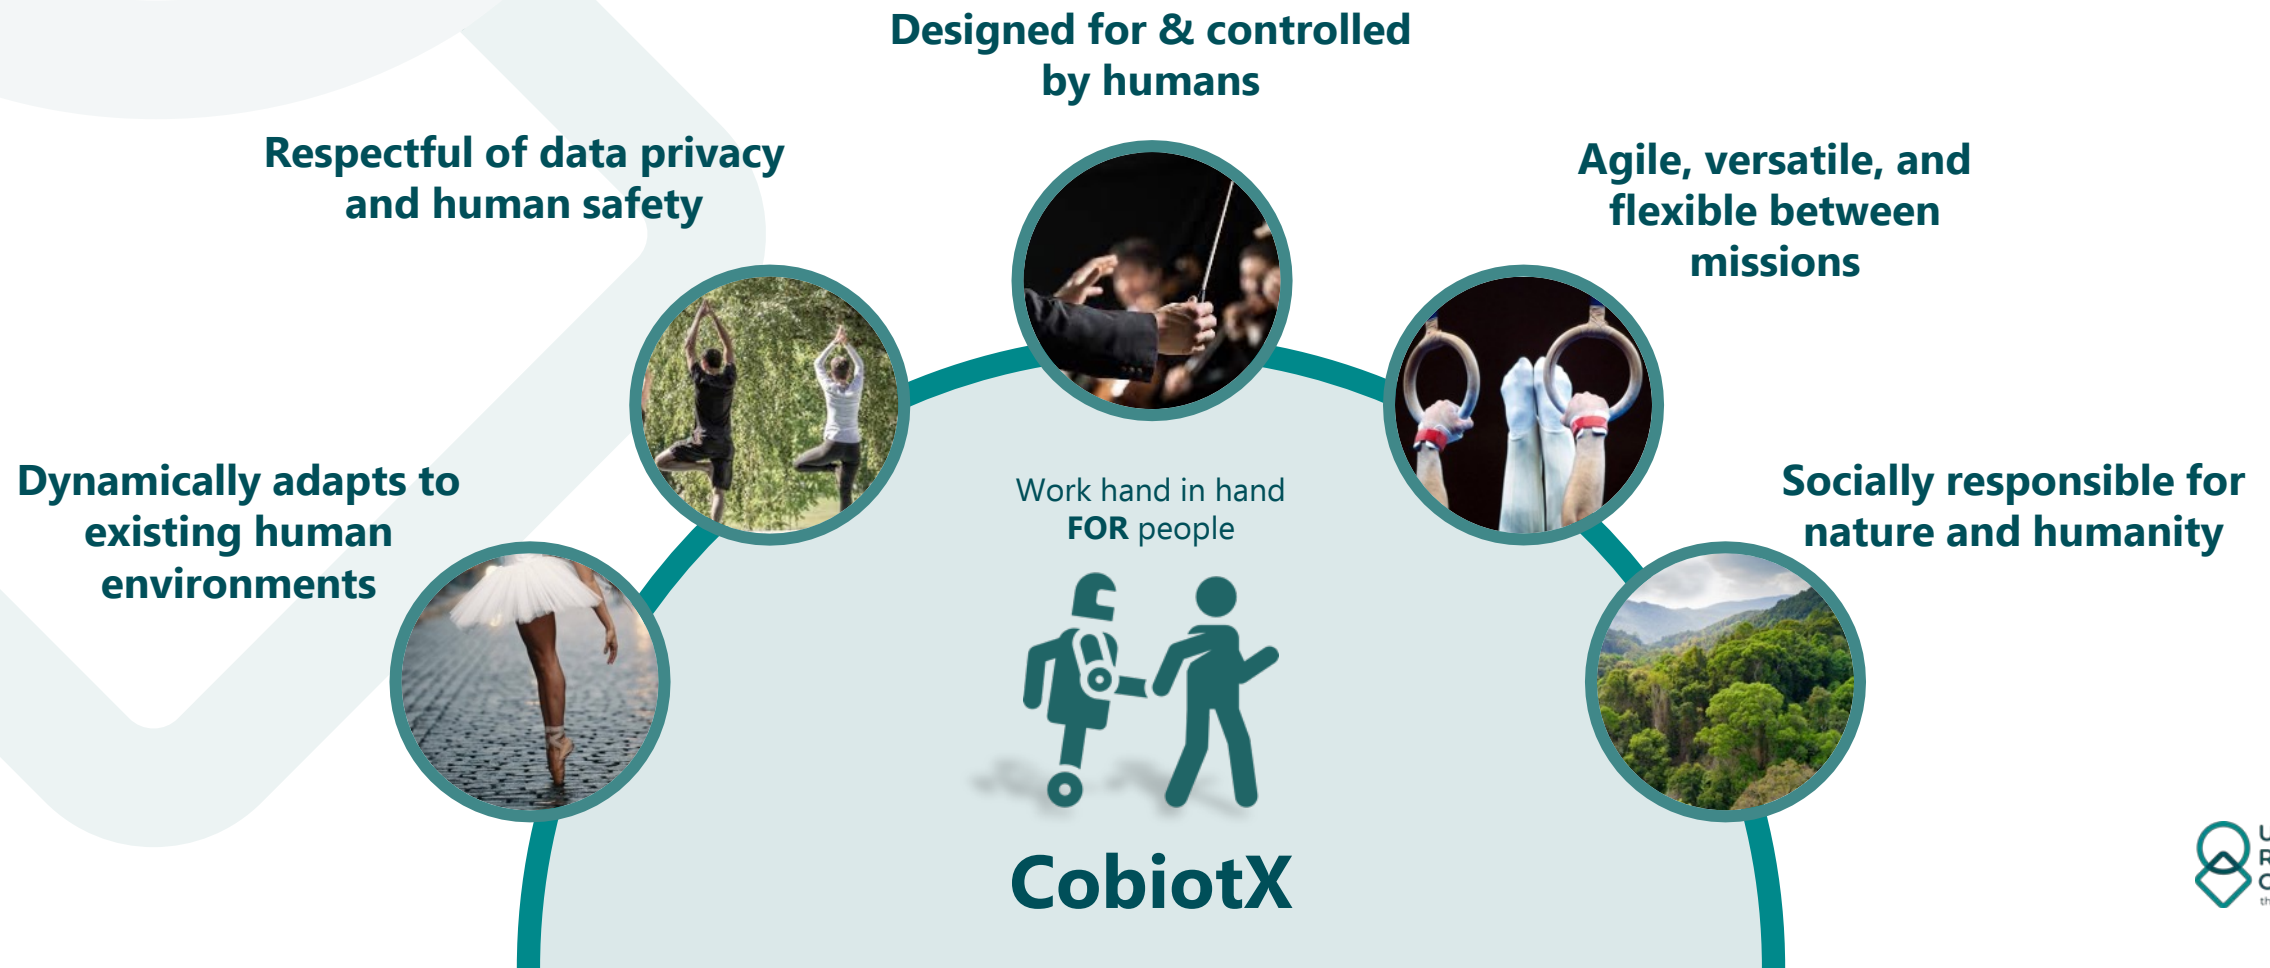 Designed for & controlled
by humans
Respectful of data privacy
and human safety
Agile, versatile, and
flexible between
missions
Dynamically adapts to
existing human
environments
Socially responsible for
nature and humanity
Work hand in hand
FOR people
CobiotX